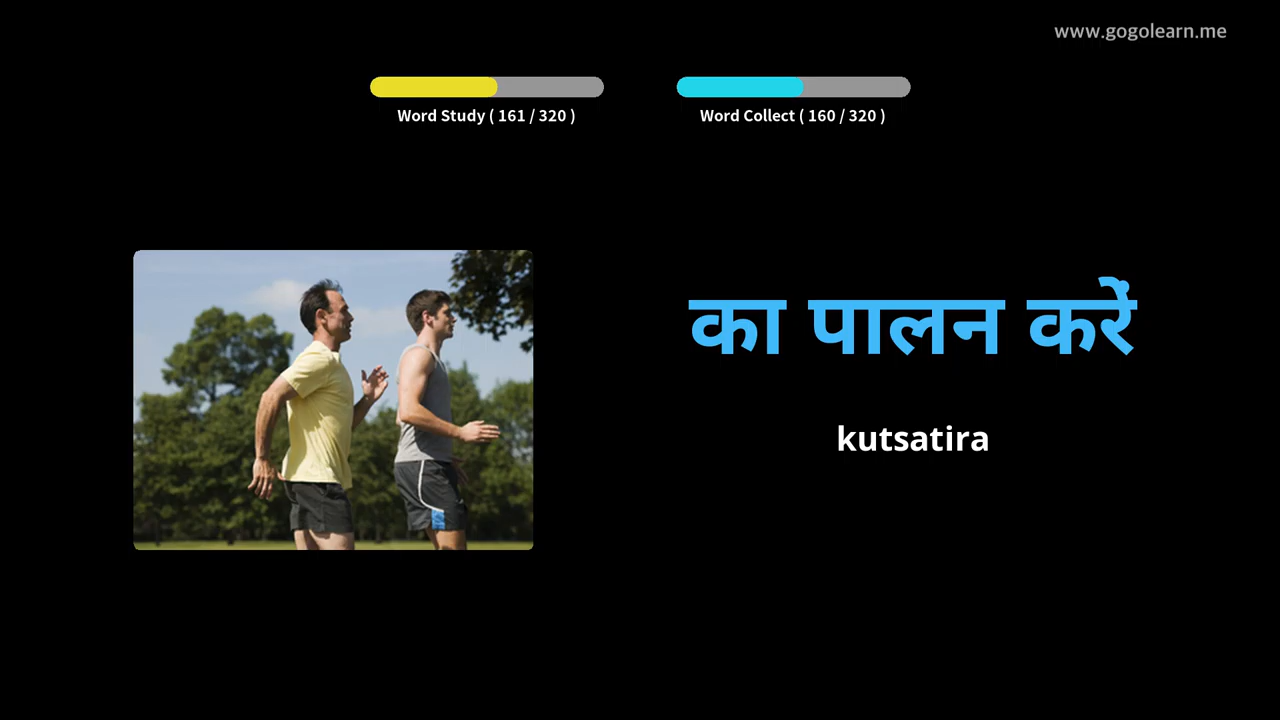 www.gogolearn.me
Word Study ( 161 / 320 )
Word Collect ( 160 / 320 )
का पालन करें
kutsatira